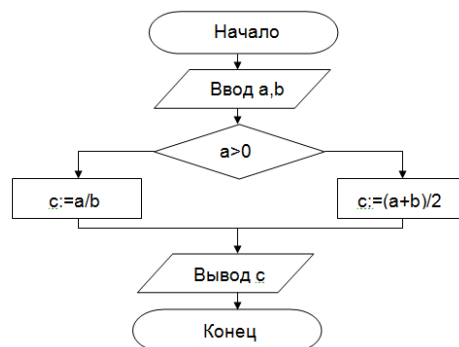 Начало
Ввод a,b
a>0
c:=a/b
c:=(a+b)/2
Вывод c
Конец